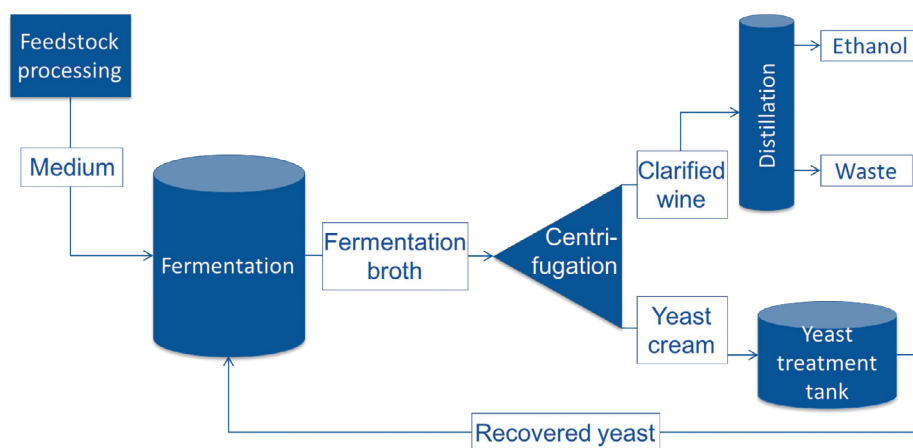 Feedstock
processing
Medium
Fermentation
Fermentation
broth
Centri-
fugation
Clarified
wine
Distillation
Ethanol
Waste
Yeast
cream
Yeast
treatment
tank
Recovered yeast